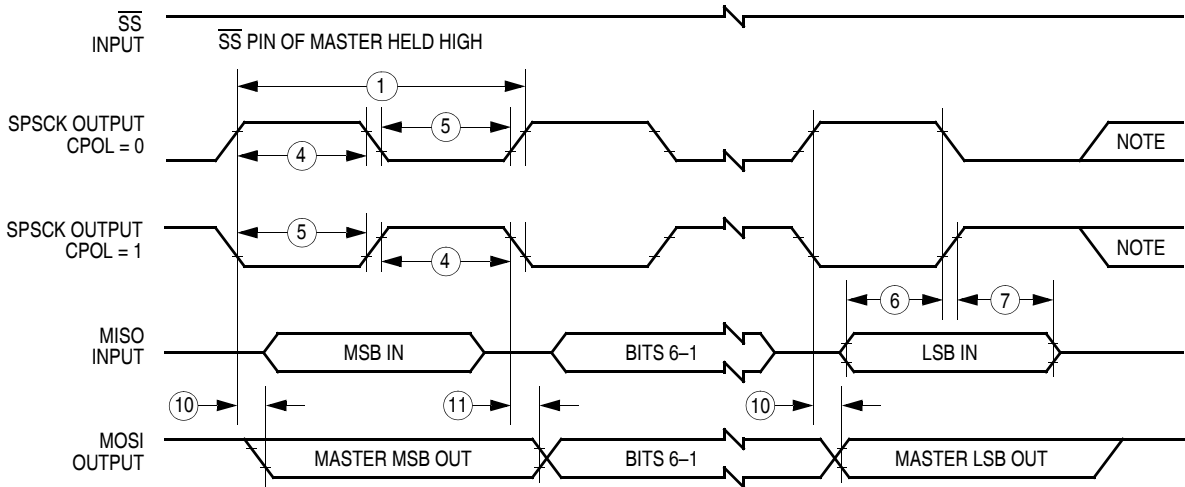 SS
INPUT
SS PIN OF MASTER HELD HIGH
1
SPSCK OUTPUT
CPOL = 0
5
4
NOTE
SPSCK OUTPUT
CPOL = 1
5
4
NOTE
6
7
MISO
INPUT
MSB IN
BITS 6–1
LSB IN
10
11
10
MOSI
OUTPUT
MASTER MSB OUT
BITS 6–1
MASTER LSB OUT